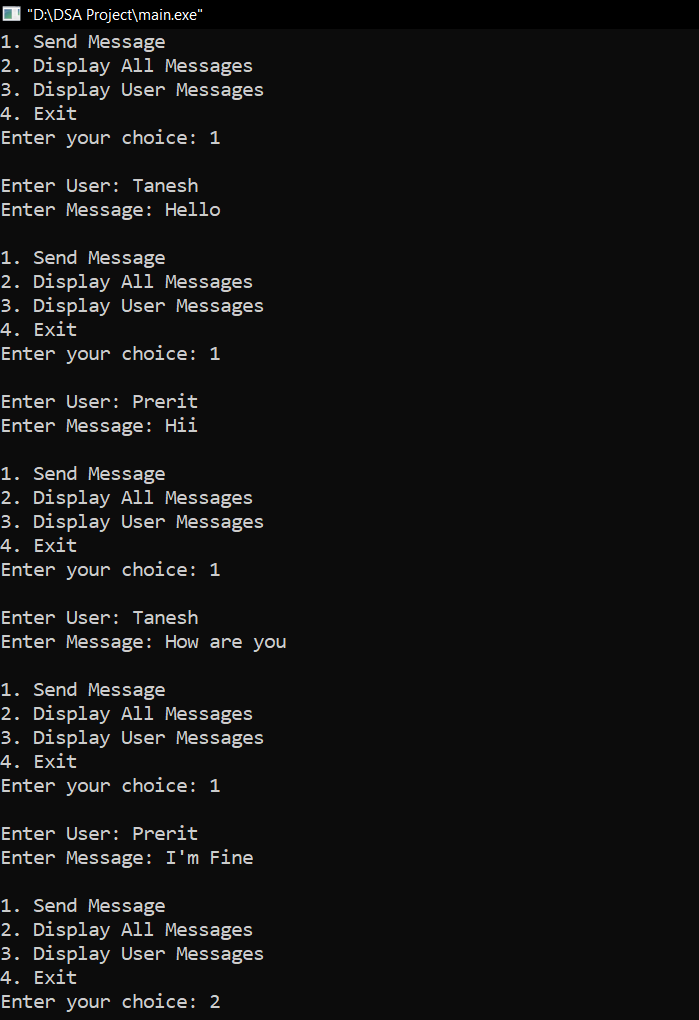 "D:\DSA Project\main.exe"
1. Send Message
2. Display All Messages
3. Display User Messages
4. Exit
Enter your choice: 1
Enter User: Tanesh
Enter Message: Hello
1. Send Message
2. Display All Messages
3. Display User Messages
4. Exit
Enter your choice: 1
Enter User: Prerit
Enter Message: Hii
1. Send Message
2. Display All Messages
3. Display User Messages
4. Exit
Enter your choice: 1
Enter User: Tanesh
Enter Message: How are you
1. Send Message
2. Display All Messages
3. Display User Messages
4. Exit
Enter your choice: 1
Enter User: Prerit
Enter Message: I'm Fine
1. Send Message
2. Display All Messages
3. Display User Messages
4. Exit
Enter your choice: 2